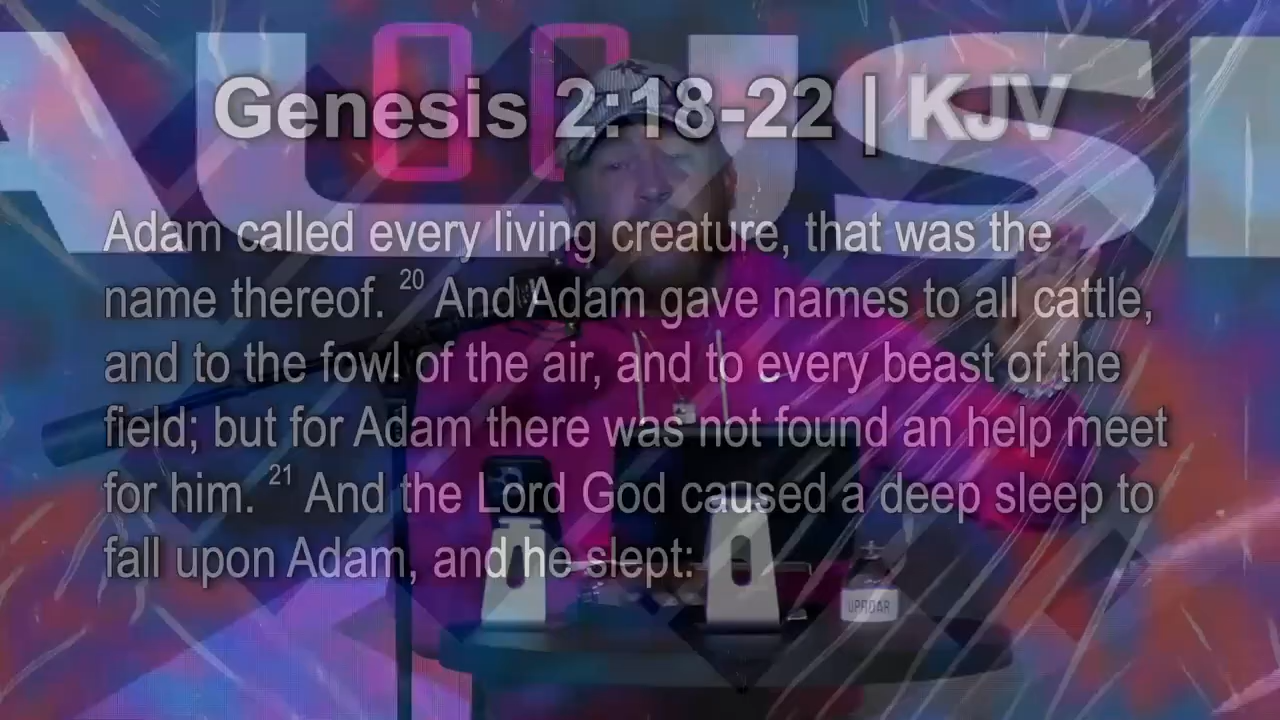 AUSE
Genesis 2:18-22 | KJV
Adam called every living creature, that was the
name thereof. 20 And Adam gave names to all cattle,
and to the fowl of the air, and to every beast of the
field; but for Adam there was not found an help meet
for him. 21 And the Lord God caused a deep sleep to
fall upon Adam, and he slept:
UPROAR